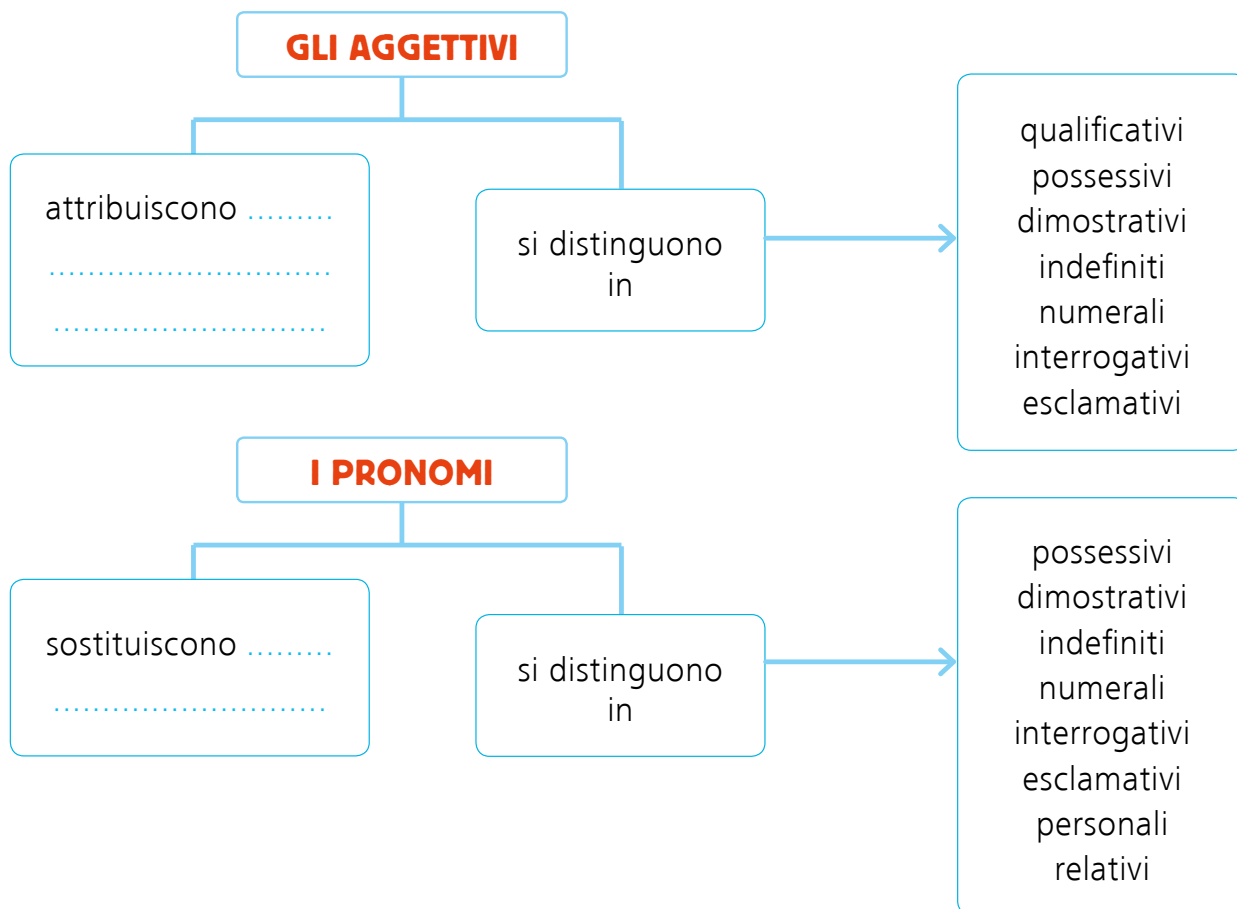 GLI AGGETTIVI
attribuiscono .........
.............................
............................
si distinguono
in
qualificativi
possessivi
dimostrativi
indefiniti
numerali
interrogativi
esclamativi
I PRONOMI
sostituiscono .........
............................
si distinguono
in
possessivi
dimostrativi
indefiniti
numerali
interrogativi
esclamativi
personali
relativi